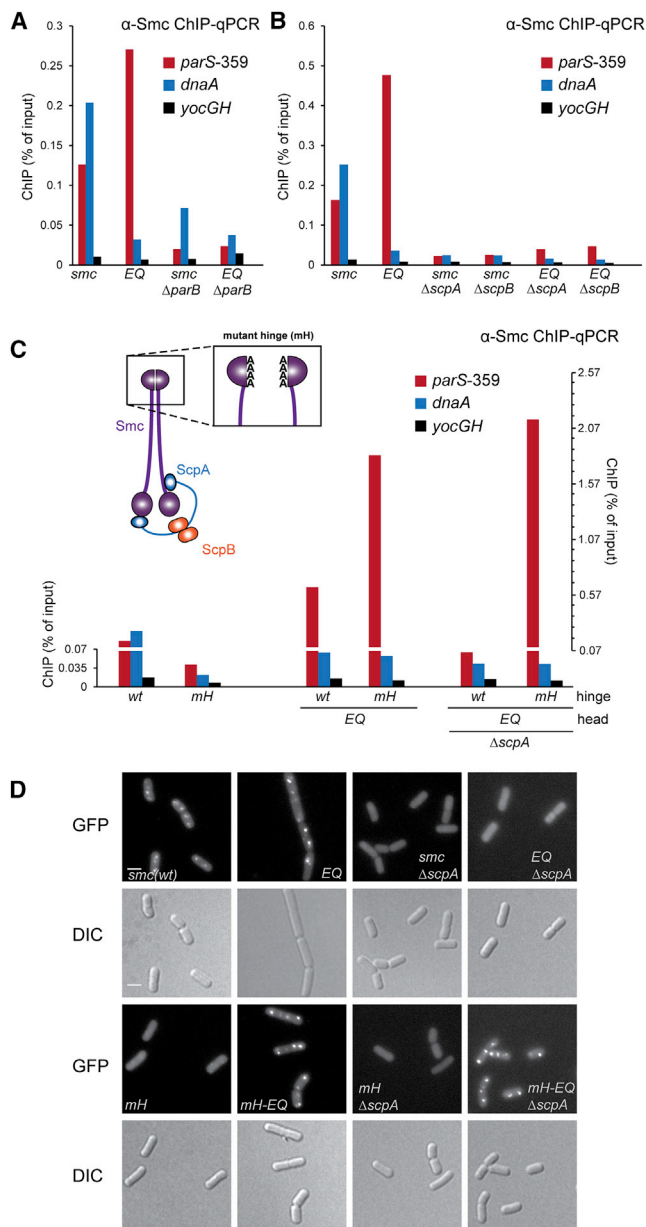 A
α-Smc ChIP-qPCR
parS-359
dnaA
yocGH
ChIP (% of input)
0.3
0.25
0.2
0.15
0.1
0.05
0
smc
EQ
smc ΔparB
EQ ΔparB
B
α-Smc ChIP-qPCR
parS-359
dnaA
yocGH
ChIP (% of input)
0.6
0.5
0.4
0.3
0.2
0.1
0
smc
EQ
smc ΔscpA
smc ΔscpB
EQ ΔscpA
EQ ΔscpB
C
mutant hinge (mH)
A A
A A
A A
A A
Smc
ScpA
ScpB
α-Smc ChIP-qPCR
parS-359
dnaA
yocGH
2.57
2.07
1.57
1.07
0.57
0.07
ChIP (% of input)
ChIP (% of input)
0.07
0.035
0
wt mH wt mH wt mH hinge
EQ EQ head
ΔscpA
D
GFP
smc(wt)
EQ
smc ΔscpA
EQ ΔscpA
DIC
GFP
mH
mH-EQ
mH ΔscpA
mH-EQ ΔscpA
DIC